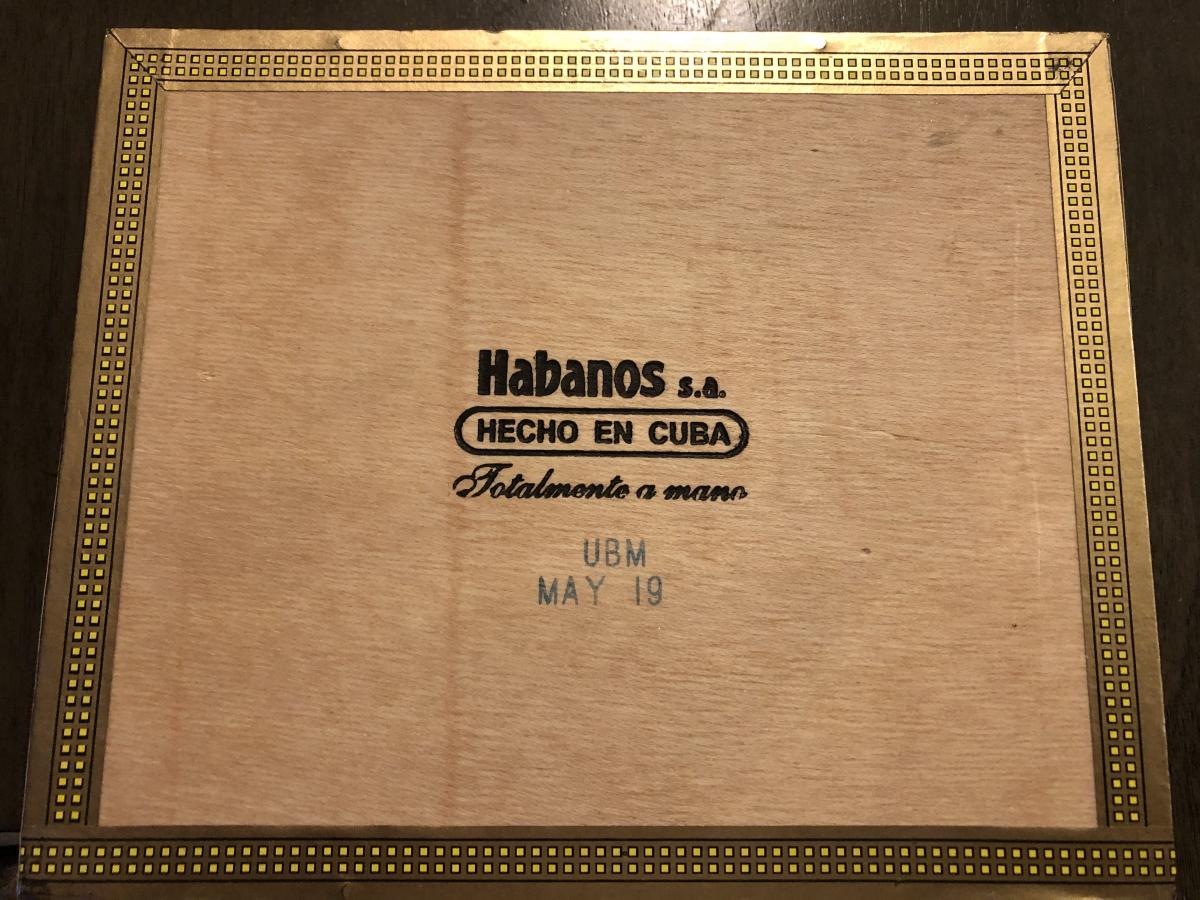 Habanos s.a.
HECHO EN CUBA
Totalmente a mano
UBM
MAY 19